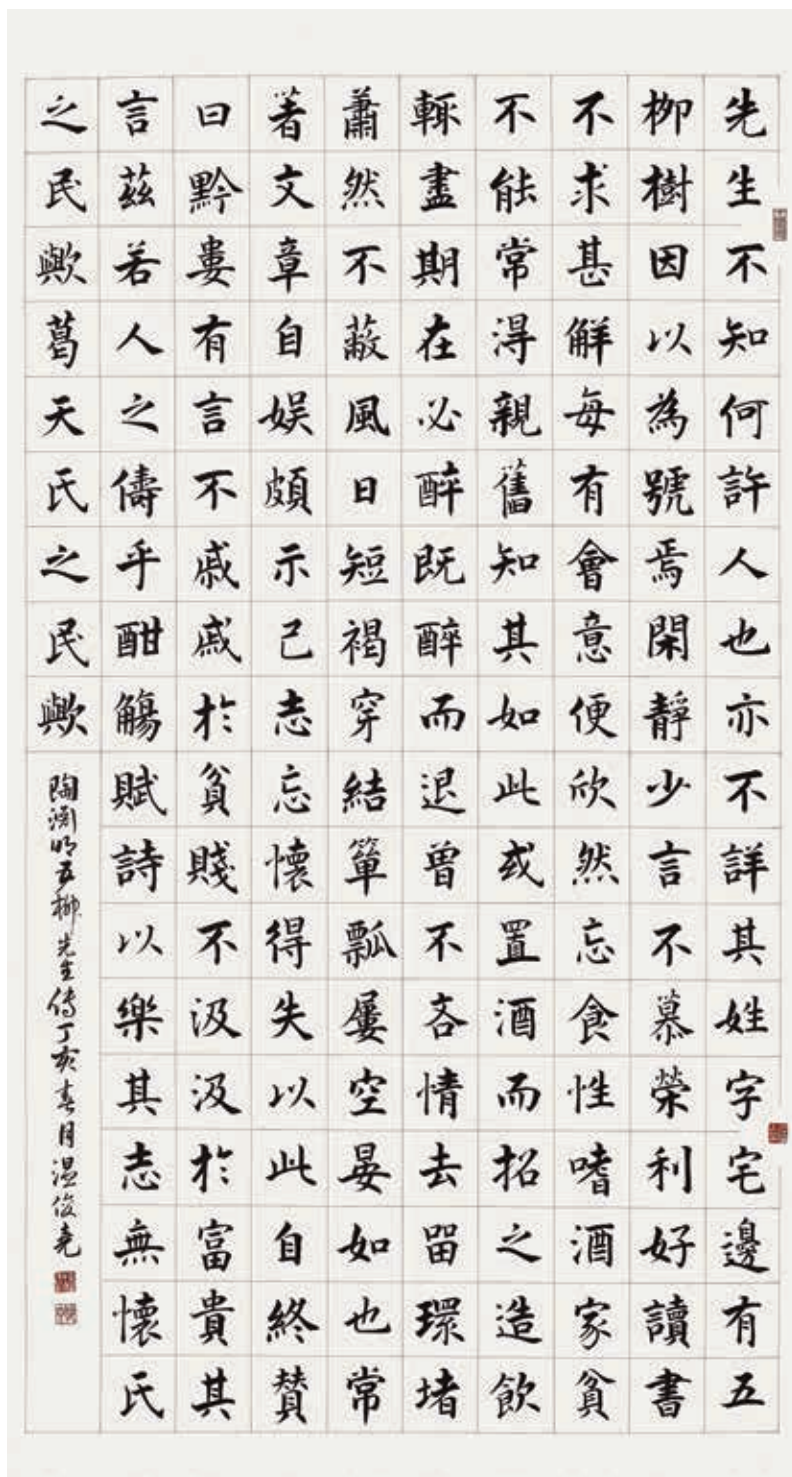 先生不知何許人也亦不詳其姓字宅邊有五
柳樹因以為號焉閑靜少言不慕榮利好讀書
不求甚解每有會意便欣然忘食性嗜酒家貧
不能常得親舊知其如此或置酒而招之造飲
輒盡期在必醉既醉而退曾不吝情去留環堵
蕭然不蔽風日短褐穿結簞瓢屢空晏如也常
著文章自娛頗示己志忘懷得失以此自終贊
曰黔婁有言不戚戚於貧賤不汲汲於富貴其
言茲若人之儔乎酣觴賦詩以樂其志無懷氏
之民歟葛天氏之民歟
陶淵明五柳先生傳丁亥春月溫俊堯